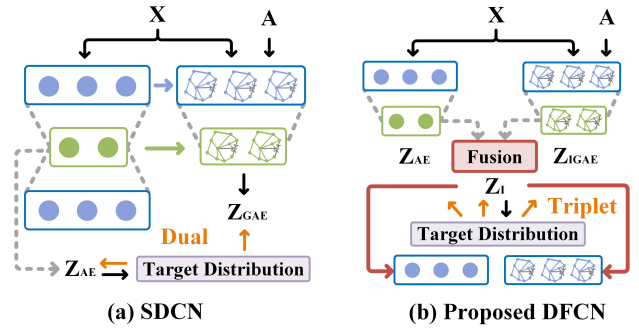 X
A
Z_GAE
Dual
Z_AE
Target Distribution
(a) SDCN
X
A
Z_AE
Fusion
Z_IGAE
Z_I
Triplet
Target Distribution
(b) Proposed DFCN